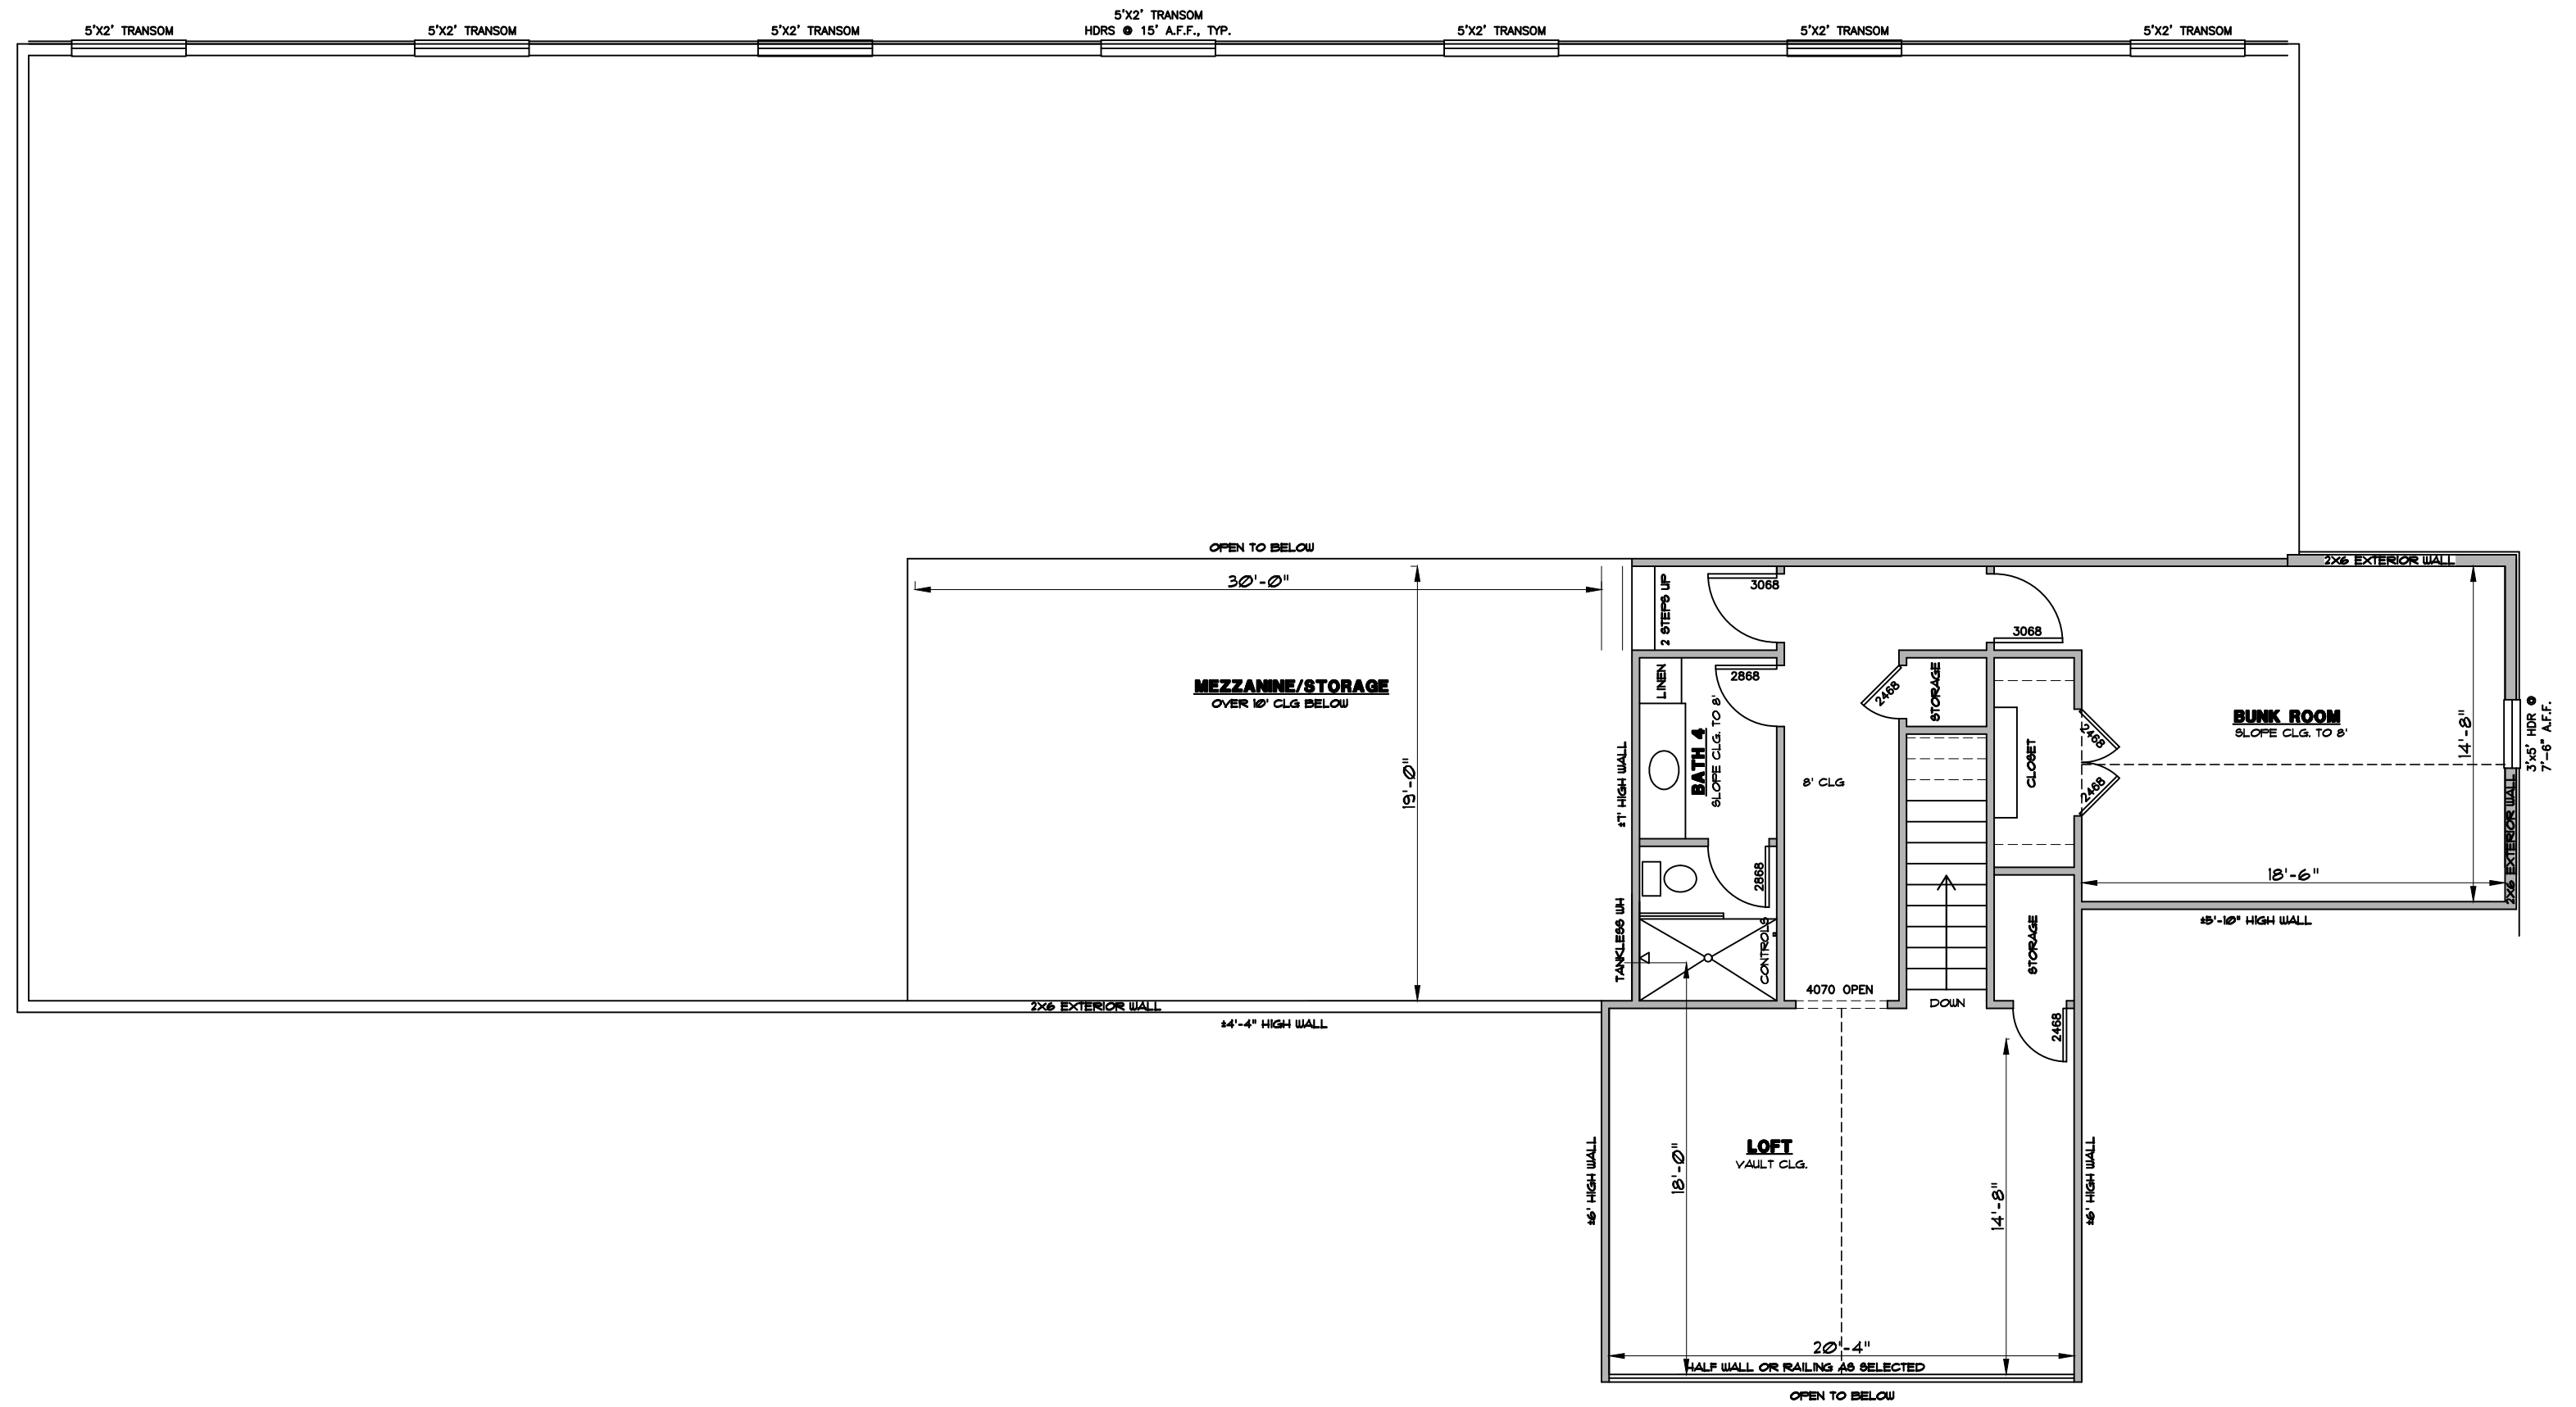 5'X2' TRANSOM
5'X2' TRANSOM
5'X2' TRANSOM
5'X2' TRANSOM
HDRS @ 15' A.F.F., TYP.
5'X2' TRANSOM
5'X2' TRANSOM
5'X2' TRANSOM
OPEN TO BELOW
30'-0"
19'-0"
MEZZANINE/STORAGE
OVER 10' CLG BELOW
2X6 EXTERIOR WALL
±4'-4" HIGH WALL
±7' HIGH WALL
TANKLESS WH
2 STEPS UP
3068
LINEN
2868
BATH 4
SLOPE CLG. TO 8'
2868
CONTROLS
8' CLG
2468
STORAGE
3068
CLOSET
2468
2468
STORAGE
2468
4070 OPEN
DOWN
2X6 EXTERIOR WALL
BUNK ROOM
SLOPE CLG. TO 8'
14'-8"
18'-6"
3'x5' HDR @
7'-6" A.F.F.
2X6 EXTERIOR WALL
±5'-10" HIGH WALL
LOFT
VAULT CLG.
±6' HIGH WALL
18'-0"
14'-8"
±6' HIGH WALL
20'-4"
HALF WALL OR RAILING AS SELECTED
OPEN TO BELOW